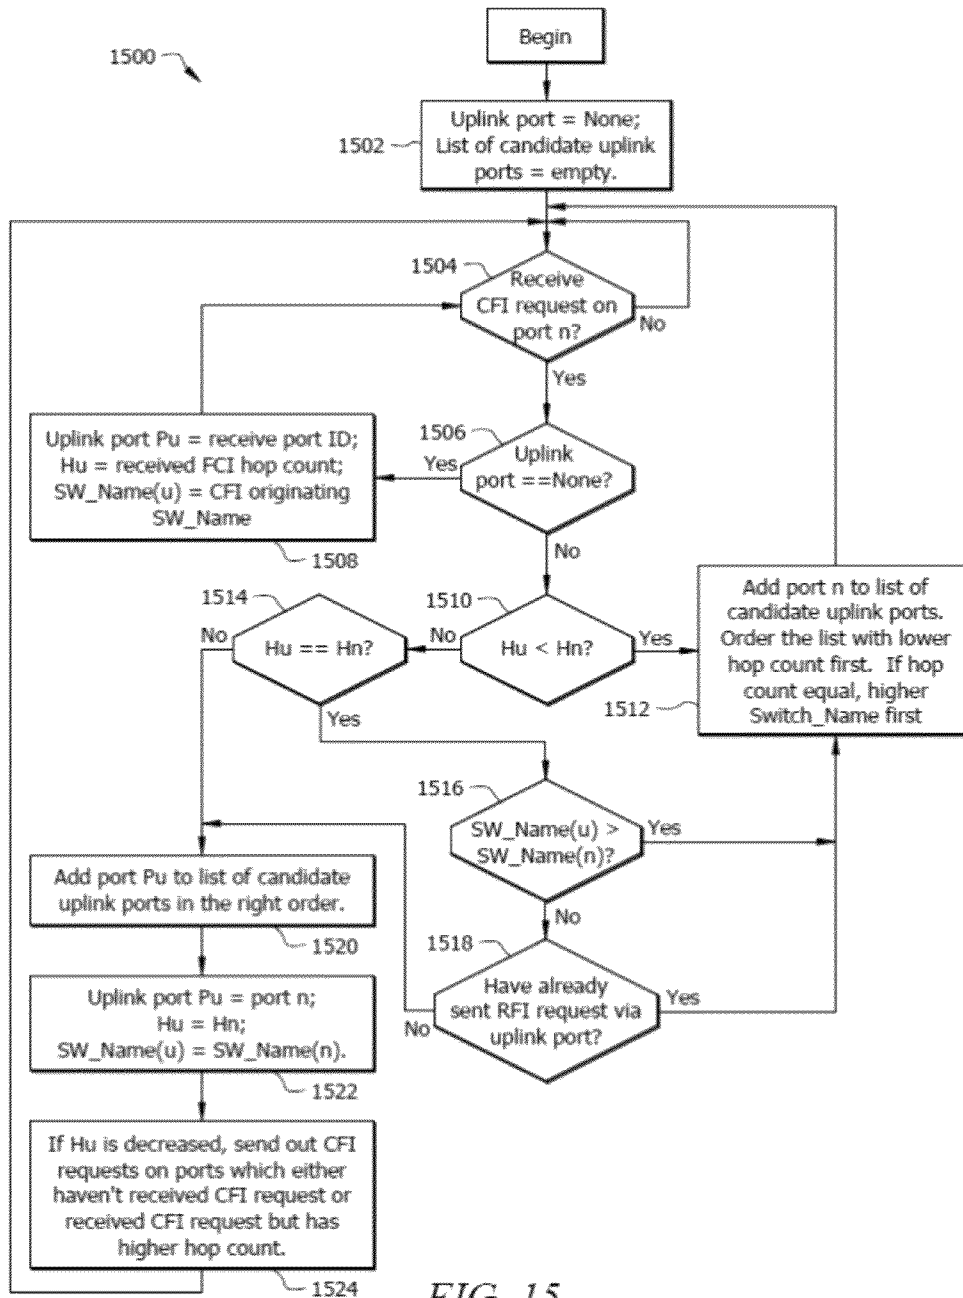 Begin
1500
Uplink port = None;
List of candidate uplink
ports = empty.
1502
1504
Receive
CFI request on
port n?
No
Yes
Uplink port Pu = receive port ID;
Hu = received FCI hop count;
SW_Name(u) = CFI originating
SW_Name
1508
1506
Uplink
port ==None?
Yes
No
1514
Hu == Hn?
No
Yes
1510
Hu < Hn?
No
Yes
Add port n to list of
candidate uplink ports.
Order the list with lower
hop count first. If hop
count equal, higher
Switch_Name first
1512
1516
SW_Name(u) >
SW_Name(n)?
Yes
No
Add port Pu to list of candidate
uplink ports in the right order.
1520
1518
Have already
sent RFI request via
uplink port?
Yes
No
Uplink port Pu = port n;
Hu = Hn;
SW_Name(u) = SW_Name(n).
1522
If Hu is decreased, send out CFI
requests on ports which either
haven't received CFI request or
received CFI request but has
higher hop count.
1524
FIG. 15